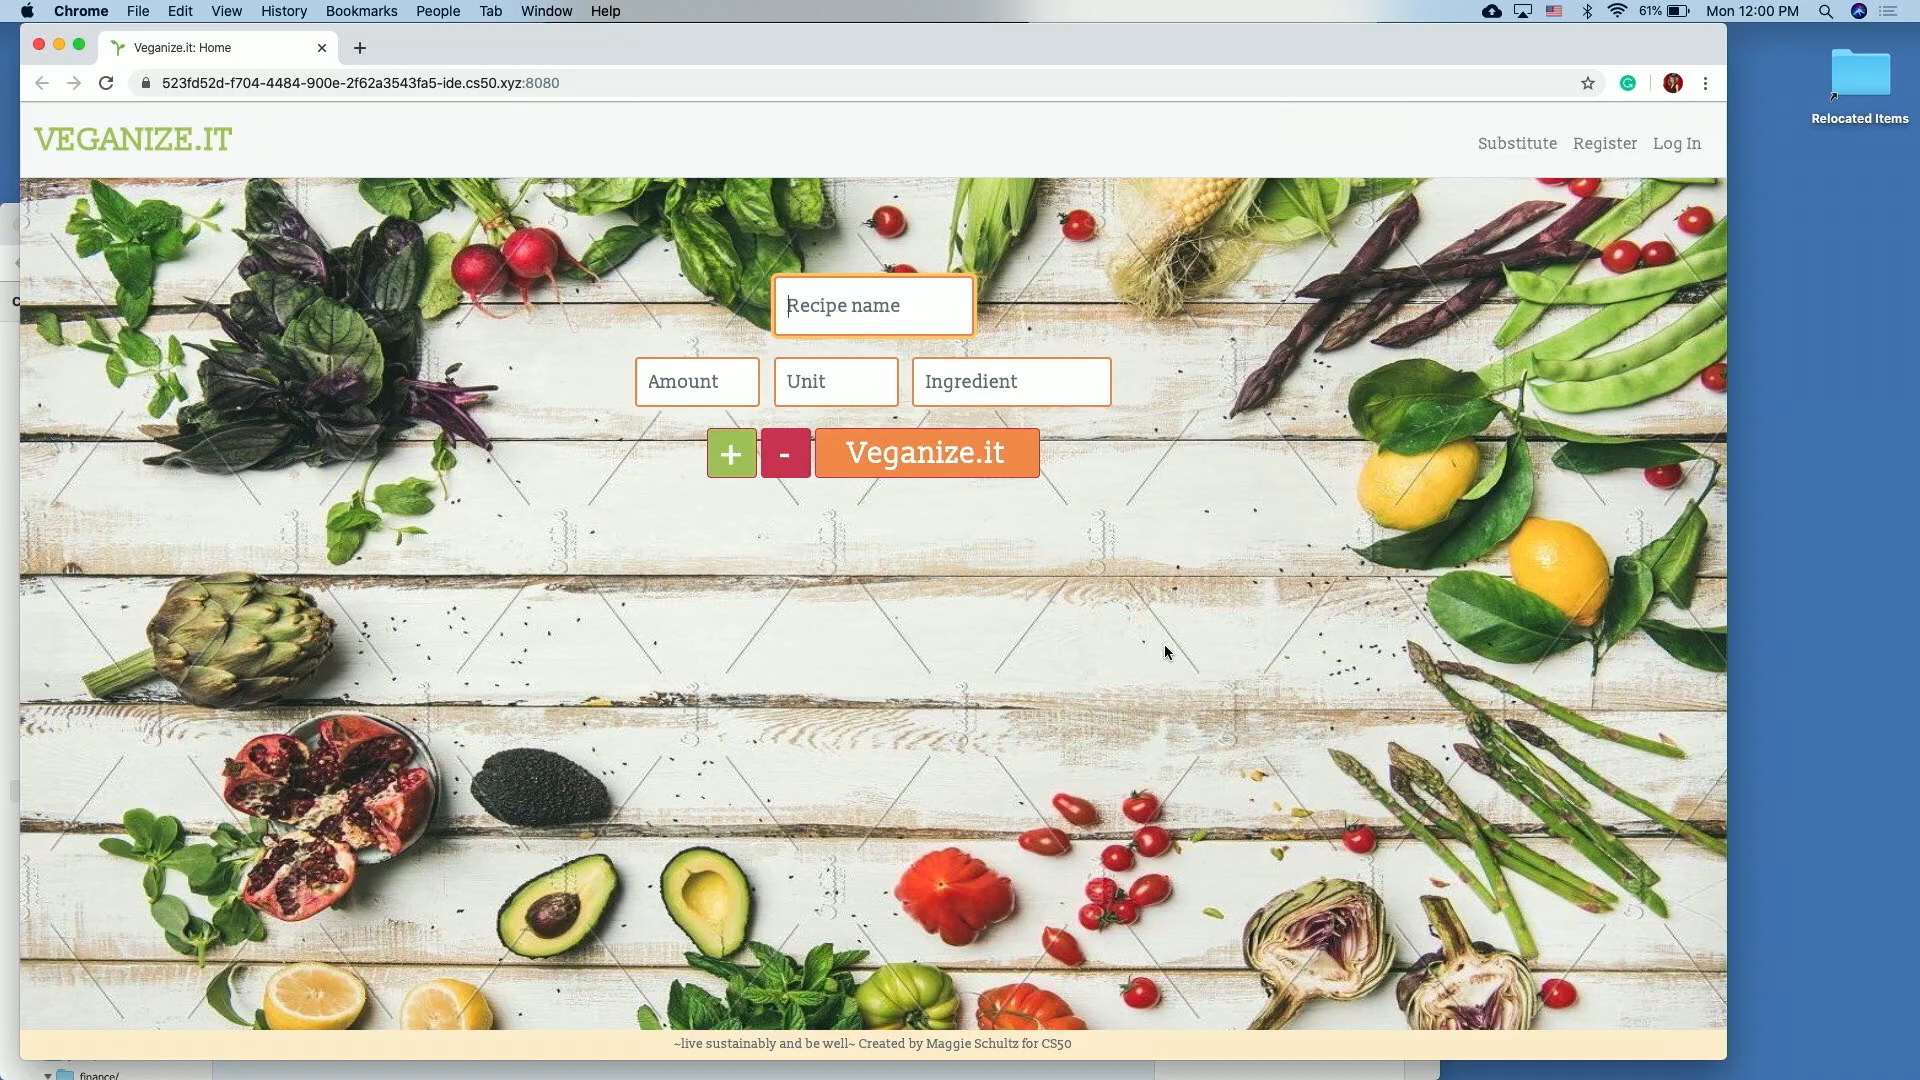 Chrome File Edit View History Bookmarks People Tab Window Help
61% Mon 12:00 PM
Veganize.it: Home
523fd52d-f704-4484-900e-2f62a3543fa5-ide.cs50.xyz:8080
Relocated Items
VEGANIZE.IT
Substitute Register Log In
Recipe name
Amount Unit Ingredient
+ - Veganize.it
~live sustainably and be well~ Created by Maggie Schultz for CS50
finance/